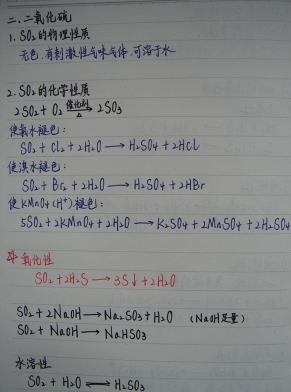 二、二氧化硫
1. SO₂的物理性质
无色、有刺激性气味气体、可溶于水
2. SO₂的化学性质
2SO₂ + O₂ 催化剂 △ ⟶ 2SO₃
使氯水褪色:
SO₂ + Cl₂ + 2H₂O ⟶ H₂SO₄ + 2HCl
使溴水褪色:
SO₂ + Br₂ + 2H₂O ⟶ H₂SO₄ + 2HBr
使KMnO₄(H⁺)褪色:
5SO₂ + 2KMnO₄ + 2H₂O ⟶ K₂SO₄ + 2MnSO₄ + 2H₂SO₄
氧化性
SO₂ + 2H₂S ⟶ 3S↓ + 2H₂O
SO₂ + 2NaOH ⟶ Na₂SO₃ + H₂O (NaOH足量)
SO₂ + NaOH ⟶ NaHSO₃
水溶性
SO₂ + H₂O ⇌ H₂SO₃